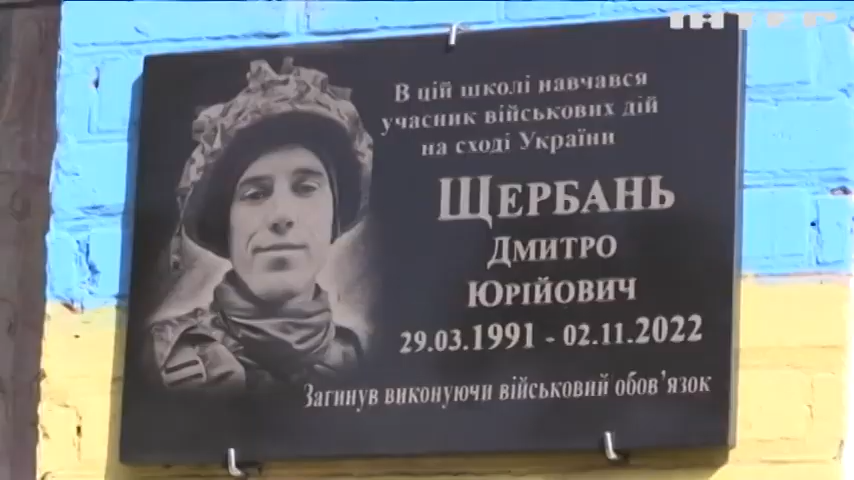 ІНТЕР
В цій школі навчався
учасник військових дій
на сході України
ЩЕРБАНЬ
ДМИТРО
ЮРІЙОВИЧ
29.03.1991 - 02.11.2022
Загинув виконуючи військовий обов'язок